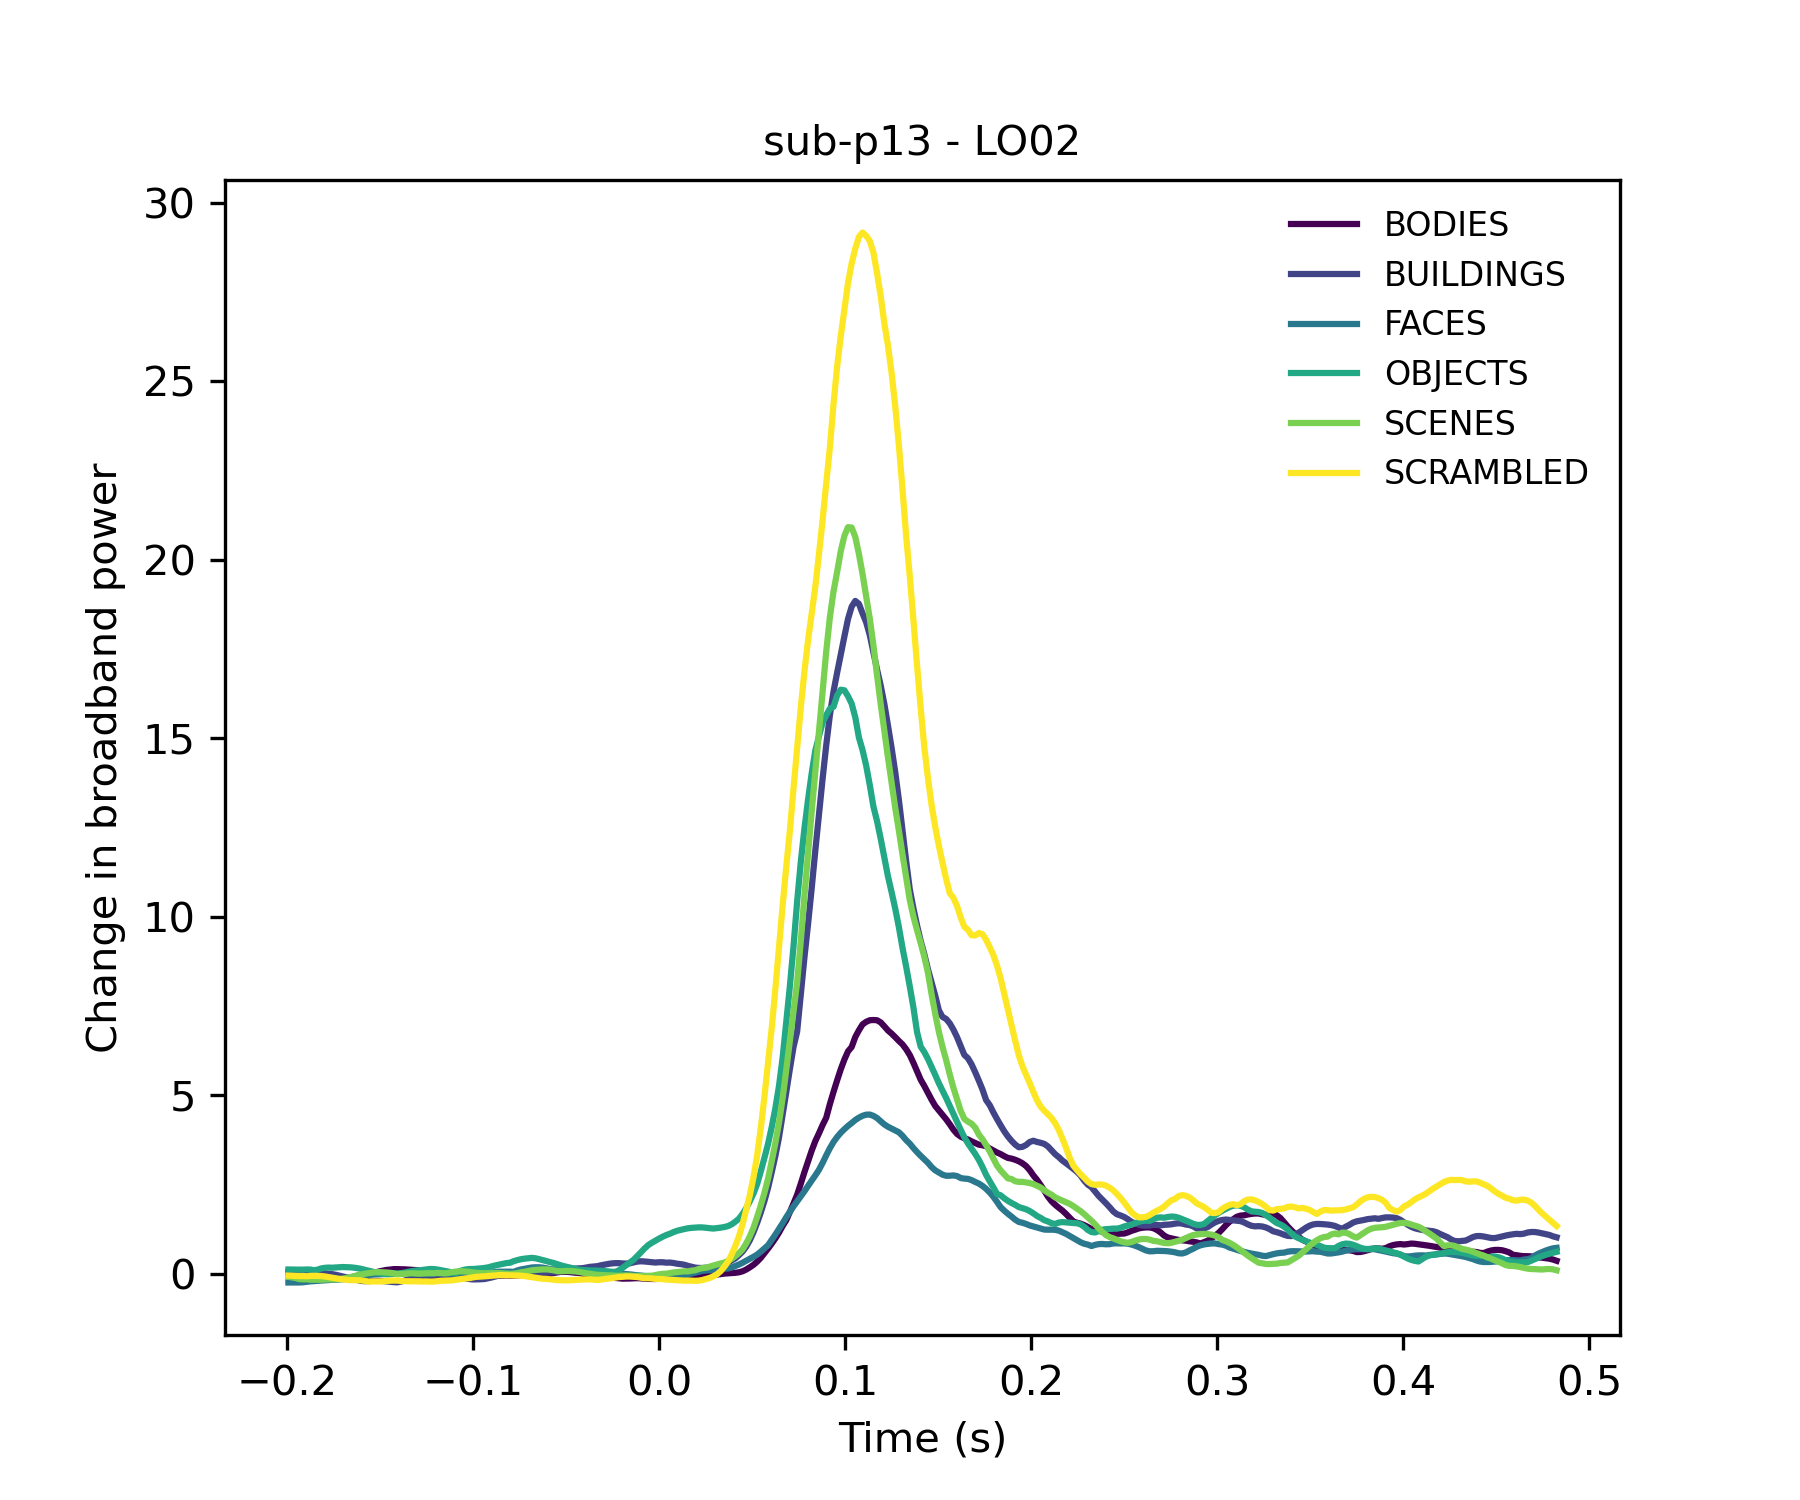 sub-p13 - LO02
30
25
20
15
10
5
0
Change in broadband power
BODIES
BUILDINGS
FACES
OBJECTS
SCENES
SCRAMBLED
−0.2 −0.1 0.0 0.1 0.2 0.3 0.4 0.5
Time (s)